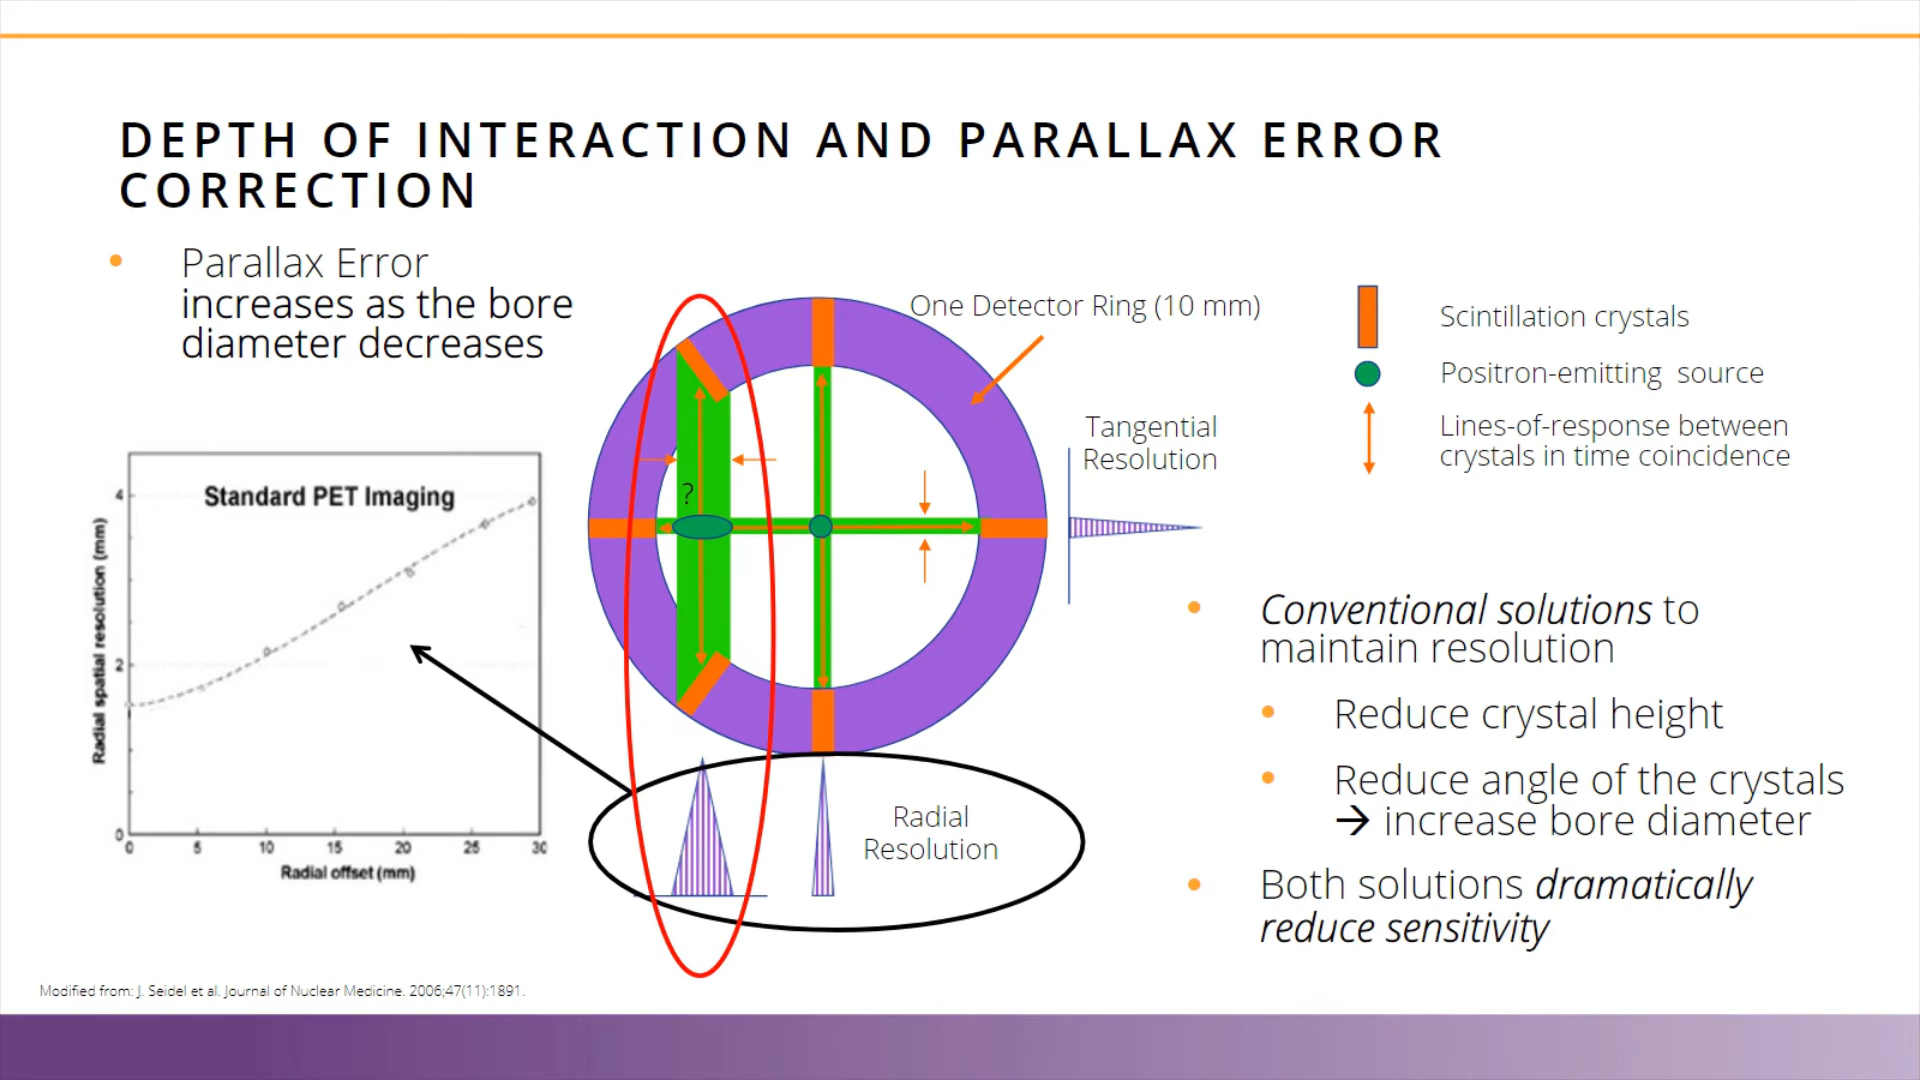 DEPTH OF INTERACTION AND PARALLAX ERROR
CORRECTION
• Parallax Error
increases as the bore
diameter decreases
Standard PET Imaging
Radial spatial resolution (mm)
4
2
0
0 5 10 15 20 25 30
Radial offset (mm)
One Detector Ring (10 mm)
?
Tangential
Resolution
Radial
Resolution
Scintillation crystals
Positron-emitting source
Lines-of-response between
crystals in time coincidence
• Conventional solutions to
maintain resolution
• Reduce crystal height
• Reduce angle of the crystals
→ increase bore diameter
• Both solutions dramatically
reduce sensitivity
Modified from: J. Seidel et al. Journal of Nuclear Medicine. 2006;47(11):1891.